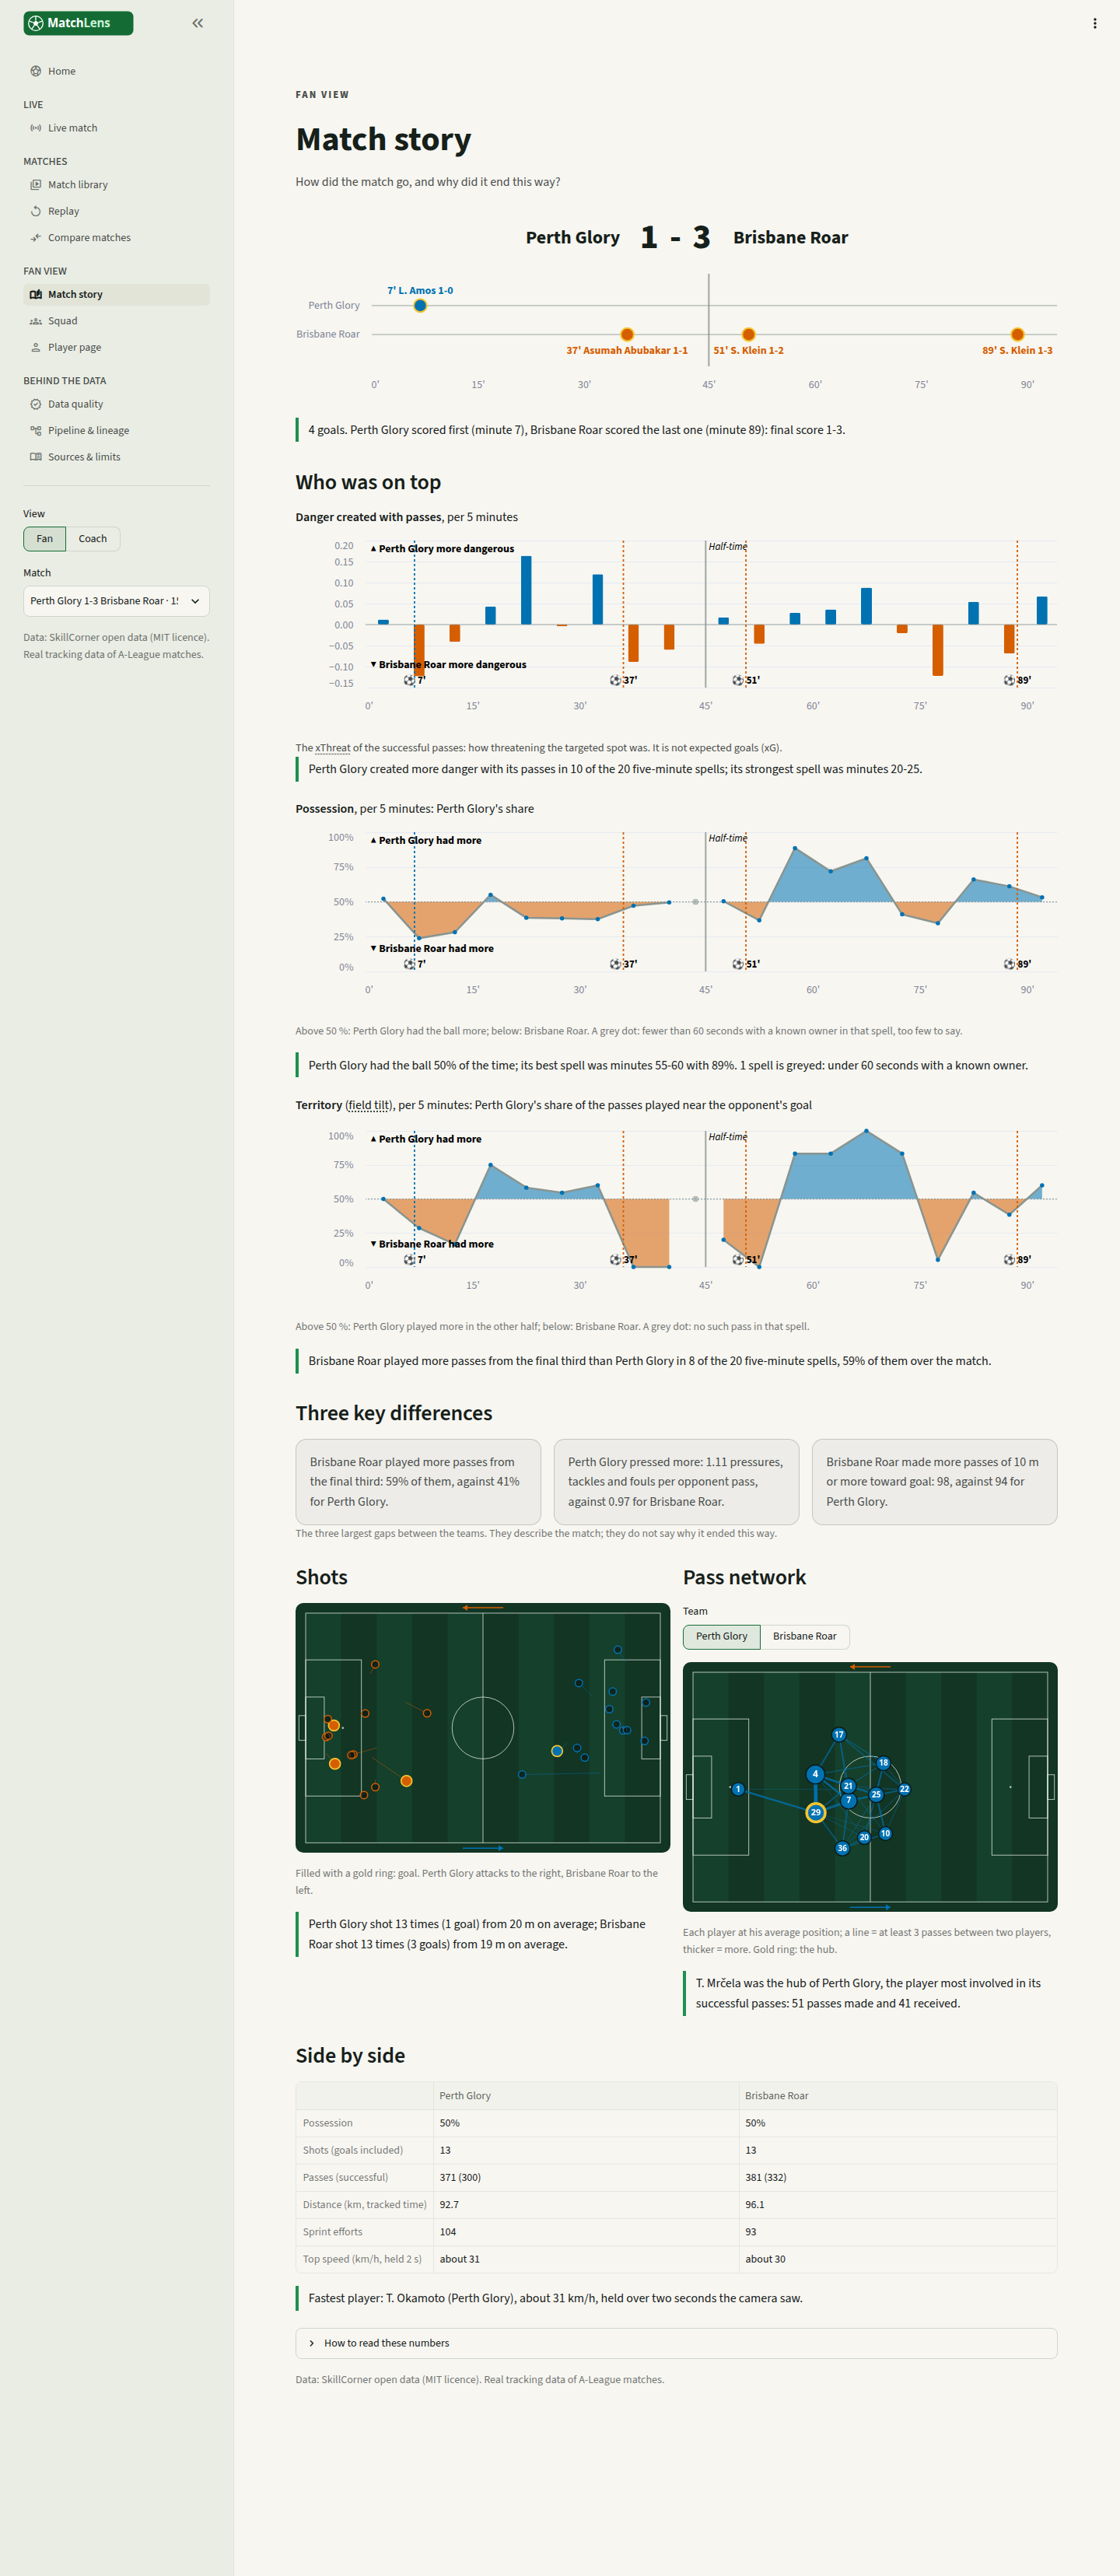 MatchLens
Home
LIVE
Live match
MATCHES
Match library
Replay
Compare matches
FAN VIEW
Match story
Squad
Player page
BEHIND THE DATA
Data quality
Pipeline & lineage
Sources & limits
View
Fan
Coach
Match
Perth Glory 1-3 Brisbane Roar · 1
Data: SkillCorner open data (MIT licence).
Real tracking data of A-League matches.
FAN VIEW
Match story
How did the match go, and why did it end this way?
Perth Glory 1 - 3 Brisbane Roar
7' L. Amos 1-0
Perth Glory
Brisbane Roar
37' Asumah Abubakar 1-1
51' S. Klein 1-2
89' S. Klein 1-3
0' 15' 30' 45' 60' 75' 90'
4 goals. Perth Glory scored first (minute 7), Brisbane Roar scored the last one (minute 89): final score 1-3.
Who was on top
Danger created with passes, per 5 minutes
0.20
0.15
0.10
0.05
0.00
−0.05
−0.10
−0.15
▲ Perth Glory more dangerous
Half-time
▼ Brisbane Roar more dangerous
7' 37' 51' 89'
0' 15' 30' 45' 60' 75' 90'
The xThreat of the successful passes: how threatening the targeted spot was. It is not expected goals (xG).
Perth Glory created more danger with its passes in 10 of the 20 five-minute spells; its strongest spell was minutes 20-25.
Possession, per 5 minutes: Perth Glory's share
100%
75%
50%
25%
0%
▲ Perth Glory had more
Half-time
▼ Brisbane Roar had more
7' 37' 51' 89'
0' 15' 30' 45' 60' 75' 90'
Above 50 %: Perth Glory had the ball more; below: Brisbane Roar. A grey dot: fewer than 60 seconds with a known owner in that spell, too few to say.
Perth Glory had the ball 50% of the time; its best spell was minutes 55-60 with 89%. 1 spell is greyed: under 60 seconds with a known owner.
Territory (field tilt), per 5 minutes: Perth Glory's share of the passes played near the opponent's goal
100%
75%
50%
25%
0%
▲ Perth Glory had more
Half-time
▼ Brisbane Roar had more
7' 37' 51' 89'
0' 15' 30' 45' 60' 75' 90'
Above 50 %: Perth Glory played more in the other half; below: Brisbane Roar. A grey dot: no such pass in that spell.
Brisbane Roar played more passes from the final third than Perth Glory in 8 of the 20 five-minute spells, 59% of them over the match.
Three key differences
Brisbane Roar played more passes from
the final third: 59% of them, against 41%
for Perth Glory.
Perth Glory pressed more: 1.11 pressures,
tackles and fouls per opponent pass,
against 0.97 for Brisbane Roar.
Brisbane Roar made more passes of 10 m
or more toward goal: 98, against 94 for
Perth Glory.
The three largest gaps between the teams. They describe the match; they do not say why it ended this way.
Shots
Filled with a gold ring: goal. Perth Glory attacks to the right, Brisbane Roar to the
left.
Perth Glory shot 13 times (1 goal) from 20 m on average; Brisbane
Roar shot 13 times (3 goals) from 19 m on average.
Pass network
Team
Perth Glory
Brisbane Roar
17
18
4
1
21
22
25
7
29
10
20
36
Each player at his average position; a line = at least 3 passes between two players,
thicker = more. Gold ring: the hub.
T. Mrčela was the hub of Perth Glory, the player most involved in its
successful passes: 51 passes made and 41 received.
Side by side
Perth Glory Brisbane Roar
Possession 50% 50%
Shots (goals included) 13 13
Passes (successful) 371 (300) 381 (332)
Distance (km, tracked time) 92.7 96.1
Sprint efforts 104 93
Top speed (km/h, held 2 s) about 31 about 30
Fastest player: T. Okamoto (Perth Glory), about 31 km/h, held over two seconds the camera saw.
How to read these numbers
Data: SkillCorner open data (MIT licence). Real tracking data of A-League matches.